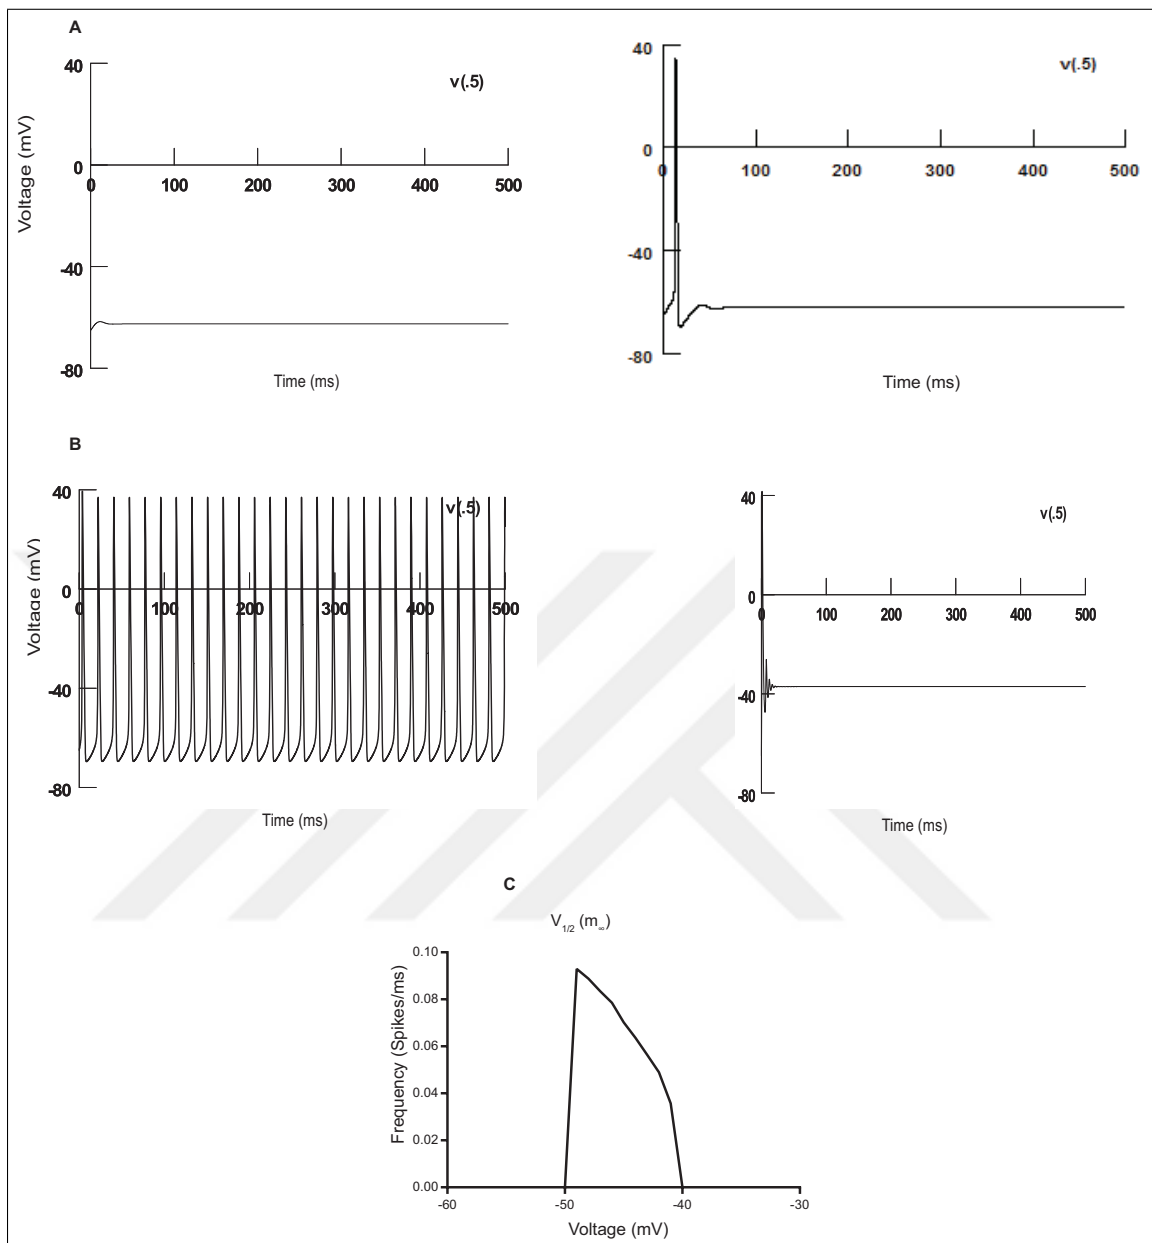 A
40
v(.5)
0
0 100 200 300 400 500
-40
-80
Voltage (mV)
Time (ms)
40
v(.5)
0
0 100 200 300 400 500
-40
-80
Time (ms)
B
40
v(.5)
0
0 100 200 300 400 500
-40
-80
Voltage (mV)
Time (ms)
40
v(.5)
0
0 100 200 300 400 500
-40
-80
Time (ms)
C
V1/2 (m∞)
0.10
0.08
0.06
0.04
0.02
0.00
-60 -50 -40 -30
Frequency (Spikes/ms)
Voltage (mV)